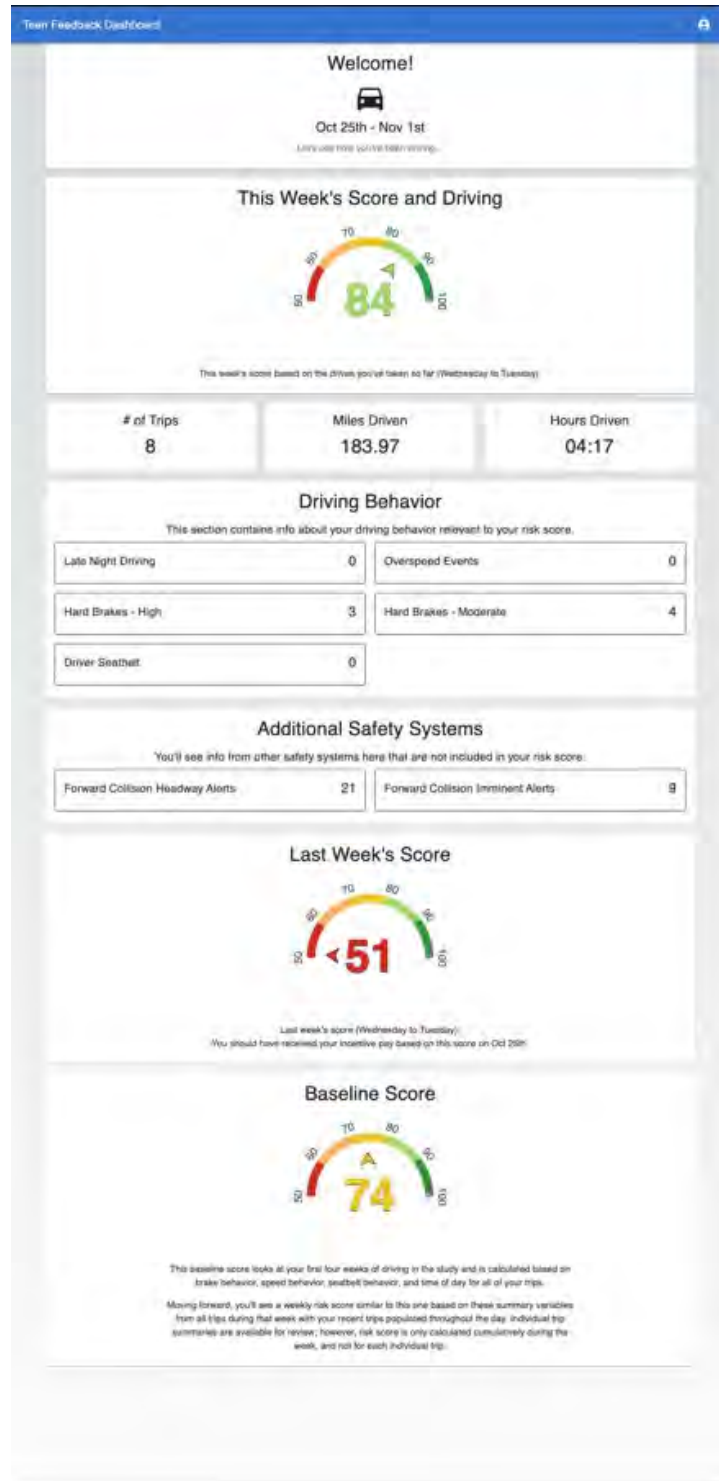 Teen Feedback Dashboard
Welcome!
Oct 25th - Nov 1st
Let's see how you've been driving...
This Week's Score and Driving
50
60
70
80
90
100
84
This week's score based on the drives you've taken so far (Wednesday to Tuesday)
# of Trips
8
Miles Driven
183.97
Hours Driven
04:17
Driving Behavior
This section contains info about your driving behavior relevant to your risk score.
Late Night Driving 0
Overspeed Events 0
Hard Brakes - High 3
Hard Brakes - Moderate 4
Driver Seatbelt 0
Additional Safety Systems
You'll see info from other safety systems here that are not included in your risk score.
Forward Collision Headway Alerts 21
Forward Collision Imminent Alerts 9
Last Week's Score
50
60
70
80
90
100
51
Last week's score (Wednesday to Tuesday).
You should have received your incentive pay based on this score on Oct
Baseline Score
50
60
70
80
90
100
74
This baseline score looks at your first four weeks of driving in the study and is calculated based on
brake behavior, speed behavior, seatbelt behavior, and time of day for all of your trips.
Moving forward, you'll see a weekly risk score similar to this one based on these summary variables
from all trips during that week with your recent trips populated throughout the day. Individual trip
summaries are available for review; however, risk score is only calculated cumulatively during the
week, and not for each individual trip.